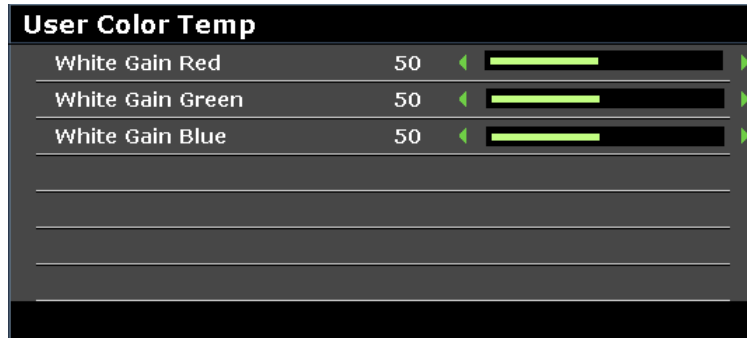 User Color Temp
White Gain Red 50
White Gain Green 50
White Gain Blue 50